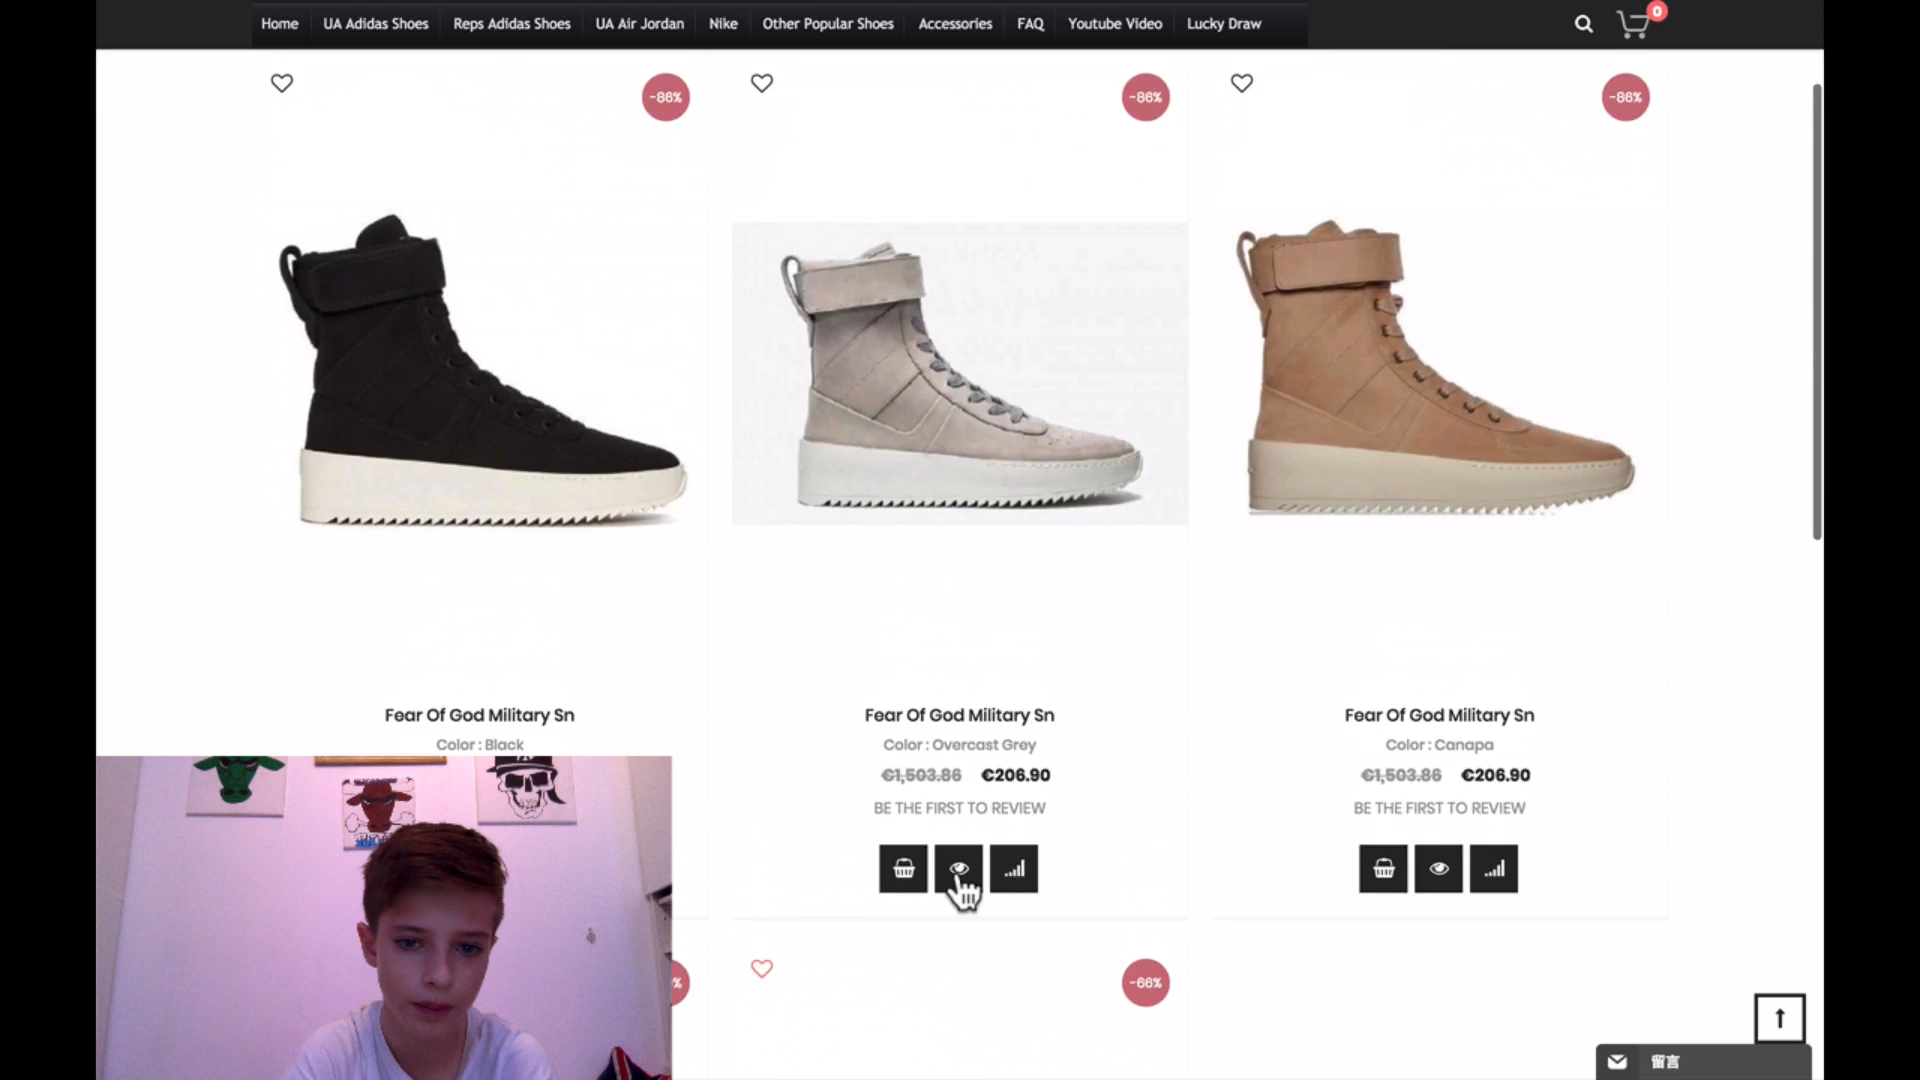 Home UA Adidas Shoes Reps Adidas Shoes UA Air Jordan Nike Other Popular Shoes Accessories FAQ Youtube Video Lucky Draw 0
-86% -86% -86%
Fear Of God Military Sn
Color : Black
Fear Of God Military Sn
Color : Overcast Grey
€1,503.86 €206.90
BE THE FIRST TO REVIEW
Fear Of God Military Sn
Color : Canapa
€1,503.86 €206.90
BE THE FIRST TO REVIEW
%
-66%
留言